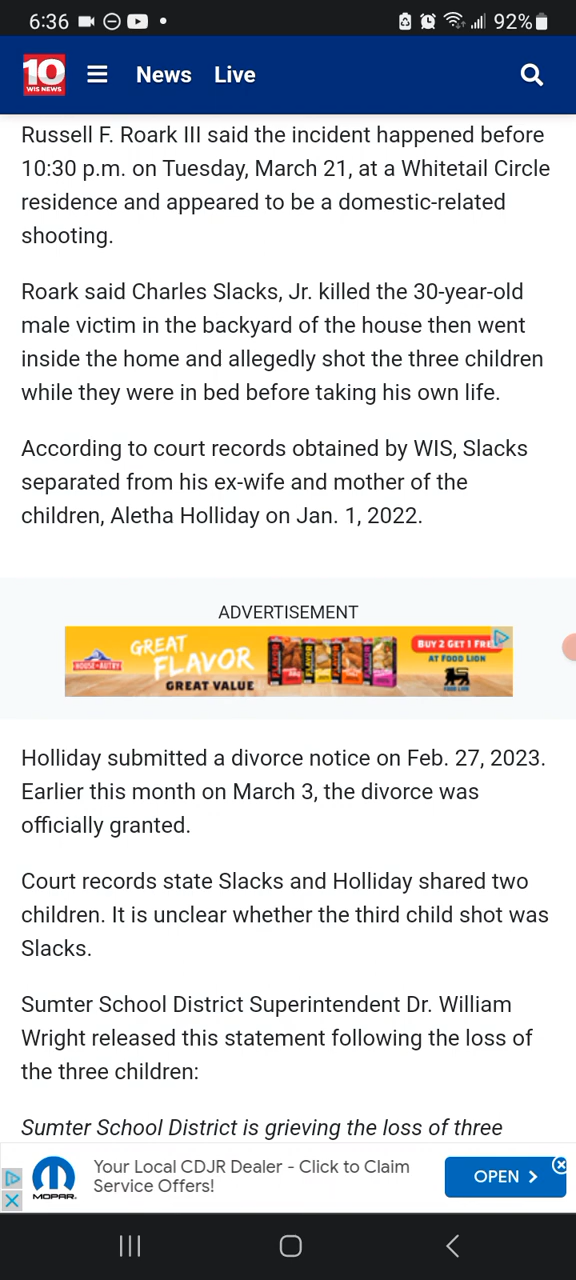 6:36 92%
10 WIS NEWS News Live
Russell F. Roark III said the incident happened before
10:30 p.m. on Tuesday, March 21, at a Whitetail Circle
residence and appeared to be a domestic-related
shooting.
Roark said Charles Slacks, Jr. killed the 30-year-old
male victim in the backyard of the house then went
inside the home and allegedly shot the three children
while they were in bed before taking his own life.
According to court records obtained by WIS, Slacks
separated from his ex-wife and mother of the
children, Aletha Holliday on Jan. 1, 2022.
ADVERTISEMENT
HOUSE-AUTRY GREAT FLAVOR GREAT VALUE
BUY 2 GET 1 FREE
AT FOOD LION
FOOD LION
Holliday submitted a divorce notice on Feb. 27, 2023.
Earlier this month on March 3, the divorce was
officially granted.
Court records state Slacks and Holliday shared two
children. It is unclear whether the third child shot was
Slacks.
Sumter School District Superintendent Dr. William
Wright released this statement following the loss of
the three children:
Sumter School District is grieving the loss of three
MOPAR.
Your Local CDJR Dealer - Click to Claim
Service Offers!
OPEN